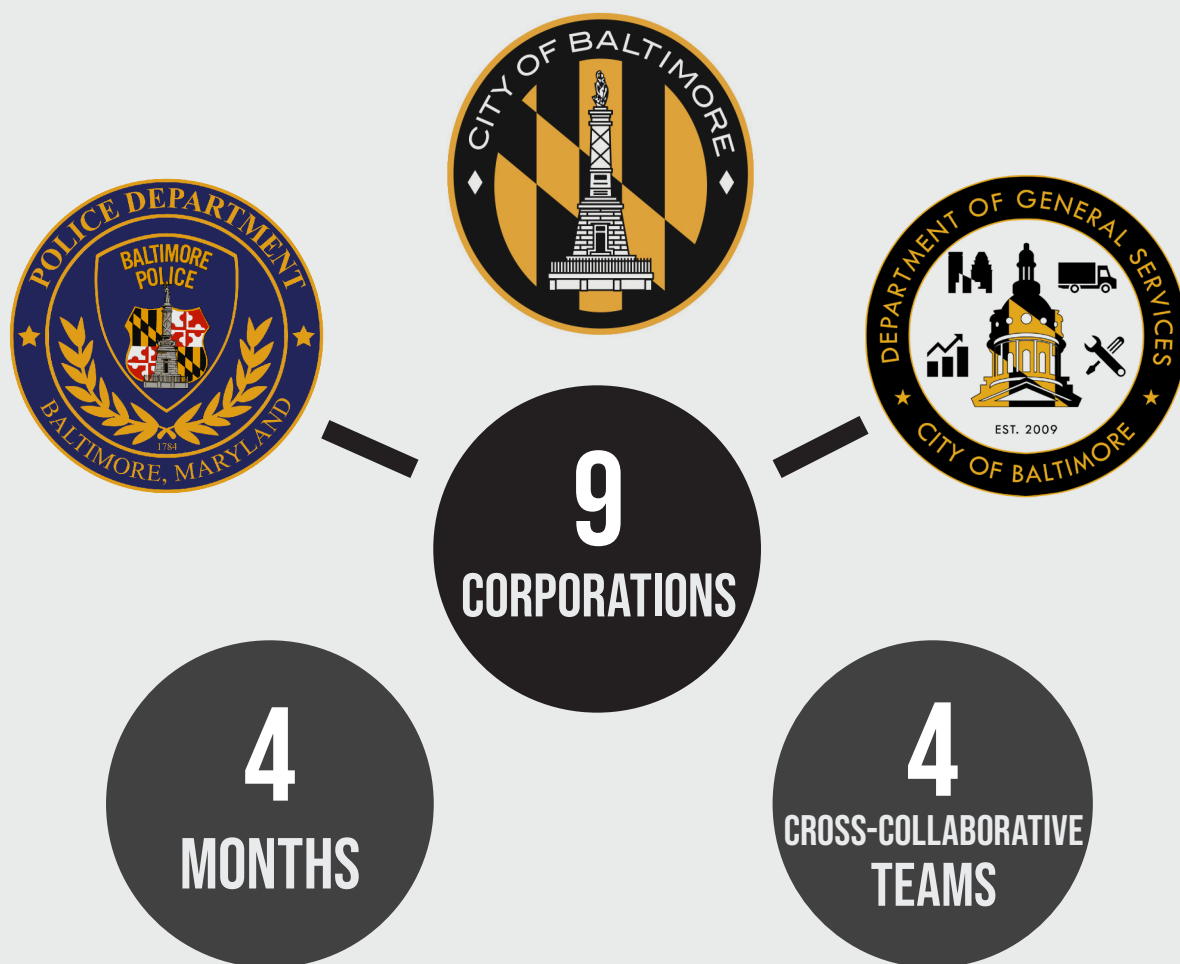 CITY OF BALTIMORE
POLICE DEPARTMENT
BALTIMORE
POLICE
1784
BALTIMORE, MARYLAND
DEPARTMENT OF GENERAL SERVICES
EST. 2009
CITY OF BALTIMORE
9
CORPORATIONS
4
MONTHS
4
CROSS-COLLABORATIVE
TEAMS